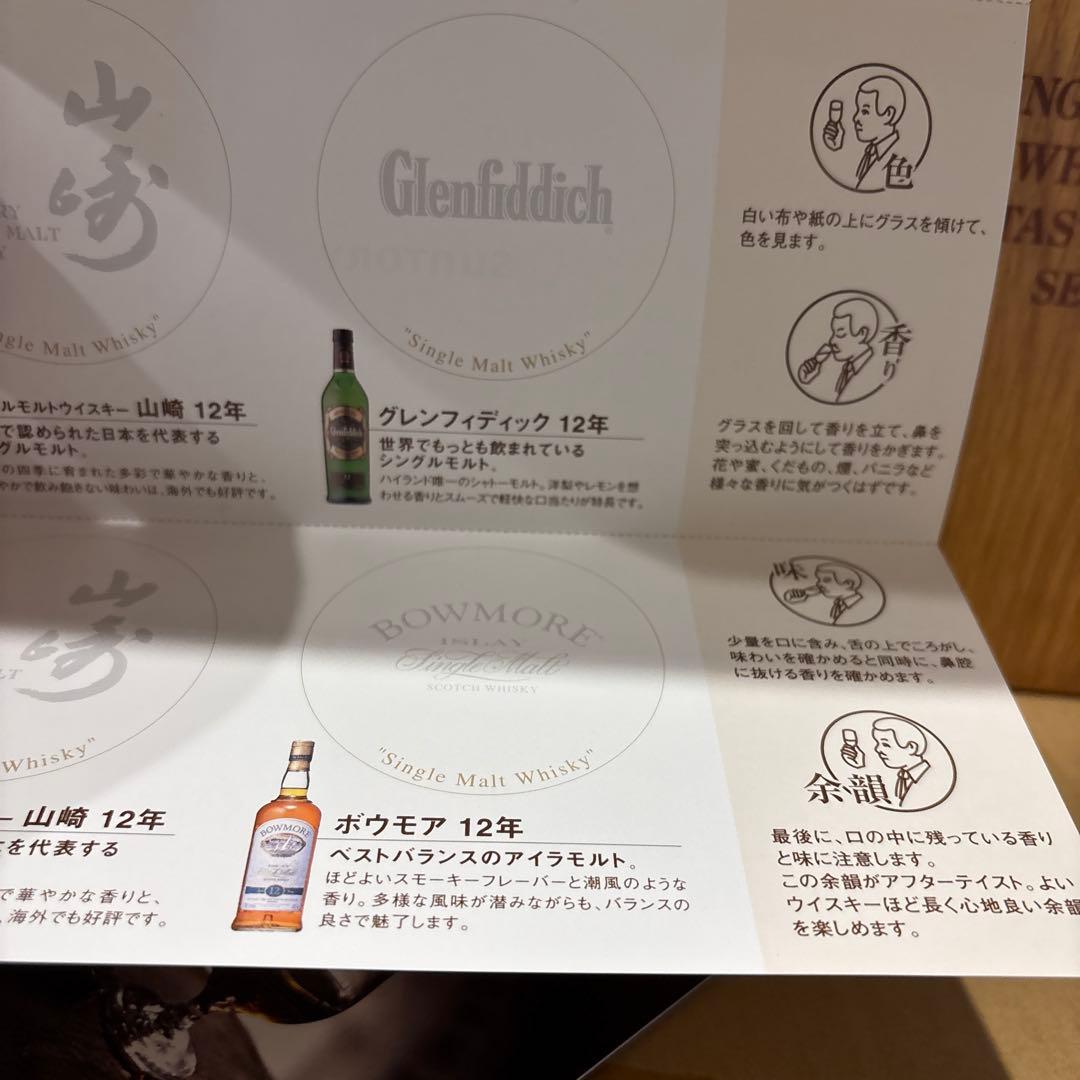 山崎
RY
MALT
Y
ngle Malt Whisky"
ルモルトウイスキー 山崎 12年
で認められた日本を代表する
グルモルト。
の四季に育まれた多彩で華やかな香りと、
やかで飲み飽きない味わいは、海外でも好評です。
Glenfiddich
"Single Malt Whisky"
Glenfiddich
グレンフィディック 12年
世界でもっとも飲まれている
シングルモルト。
ハイランド唯一のシャトーモルト。洋梨やレモンを想
わせる香りとスムーズで軽快な口当たりが特長です。
色
白い布や紙の上にグラスを傾けて、
色を見ます。
香り
グラスを回して香りを立て、鼻を
突っ込むようにして香りをかぎます。
花や蜜、くだもの、煙、バニラなど
様々な香りに気がつくはずです。
NG
WH
TAS
SE
山崎
LT
Whisky"
ー 山崎 12年
を代表する
で華やかな香りと、
、海外でも好評です。
BOWMORE
ISLAY
Single Malt
SCOTCH WHISKY
"Single Malt Whisky"
BOWMORE
12
ボウモア 12年
ベストバランスのアイラモルト。
ほどよいスモーキーフレーバーと潮風のような
香り。多様な風味が潜みながらも、バランスの
良さで魅了します。
味
少量を口に含み、舌の上でころがし、
味わいを確かめると同時に、鼻腔
に抜ける香りを確かめます。
余韻
最後に、口の中に残っている香り
と味に注意します。
この余韻がアフターテイスト。よい
ウイスキーほど長く心地良い余韻
を楽しめます。